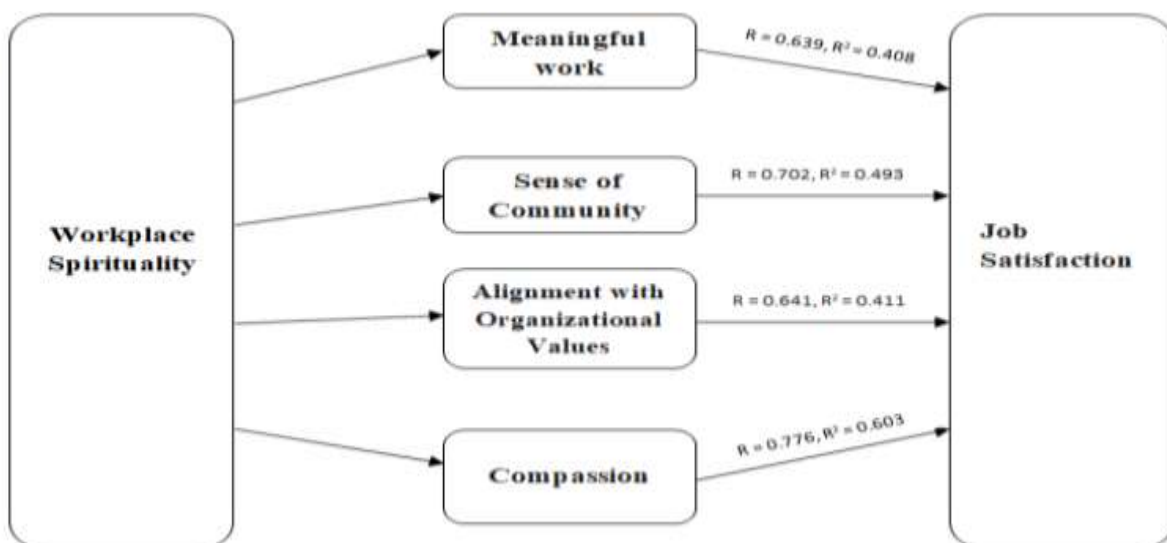 Workplace
Spirituality
Meaningful
work
Sense of
Community
Alignment with
Organizational
Values
Compassion
R = 0.639, R² = 0.408
R = 0.702, R² = 0.493
R = 0.641, R² = 0.411
R = 0.776, R² = 0.603
Job
Satisfaction